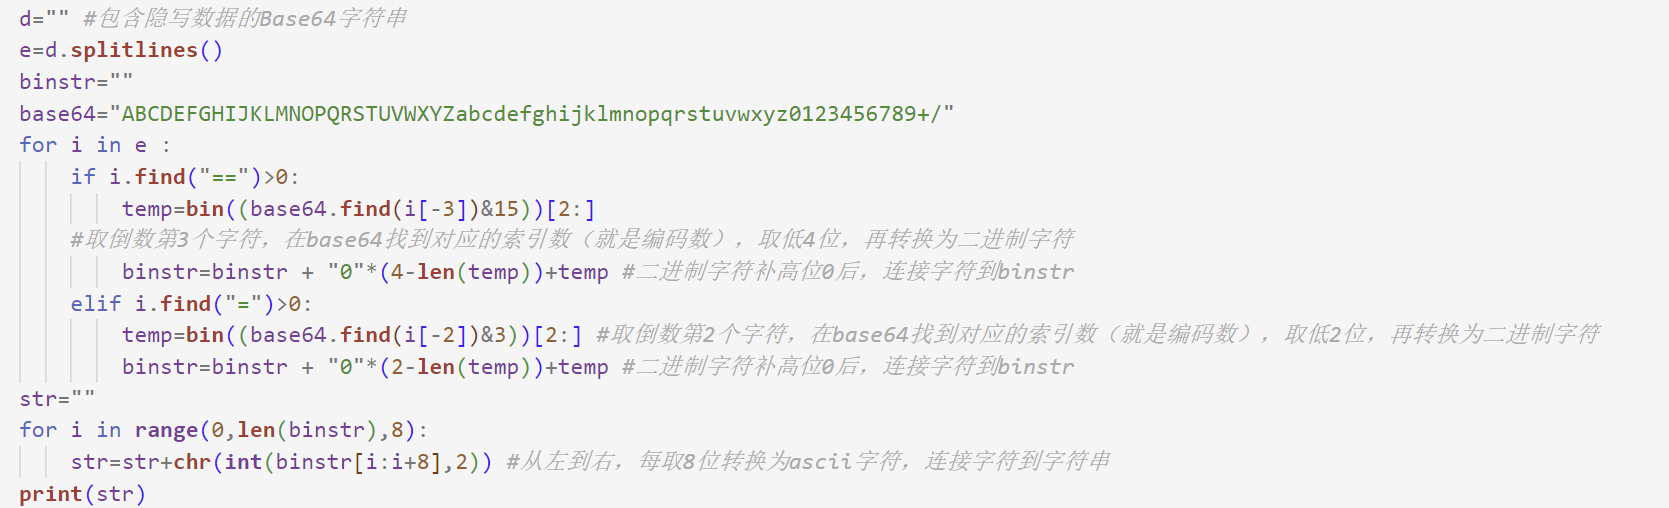 d="" #包含隐写数据的Base64字符串
e=d.splitlines()
binstr=""
base64="ABCDEFGHIJKLMNOPQRSTUVWXYZabcdefghijklmnopqrstuvwxyz0123456789+/"
for i in e :
    if i.find("==")>0:
        temp=bin((base64.find(i[-3])&15))[2:]
    #取倒数第3个字符，在base64找到对应的索引数（就是编码数），取低4位，再转换为二进制字符
        binstr=binstr + "0"*(4-len(temp))+temp #二进制字符补高位0后，连接字符到binstr
    elif i.find("=")>0:
        temp=bin((base64.find(i[-2])&3))[2:] #取倒数第2个字符，在base64找到对应的索引数（就是编码数），取低2位，再转换为二进制字符
        binstr=binstr + "0"*(2-len(temp))+temp #二进制字符补高位0后，连接字符到binstr
str=""
for i in range(0,len(binstr),8):
    str=str+chr(int(binstr[i:i+8],2)) #从左到右，每取8位转换为ascii字符，连接字符到字符串
print(str)